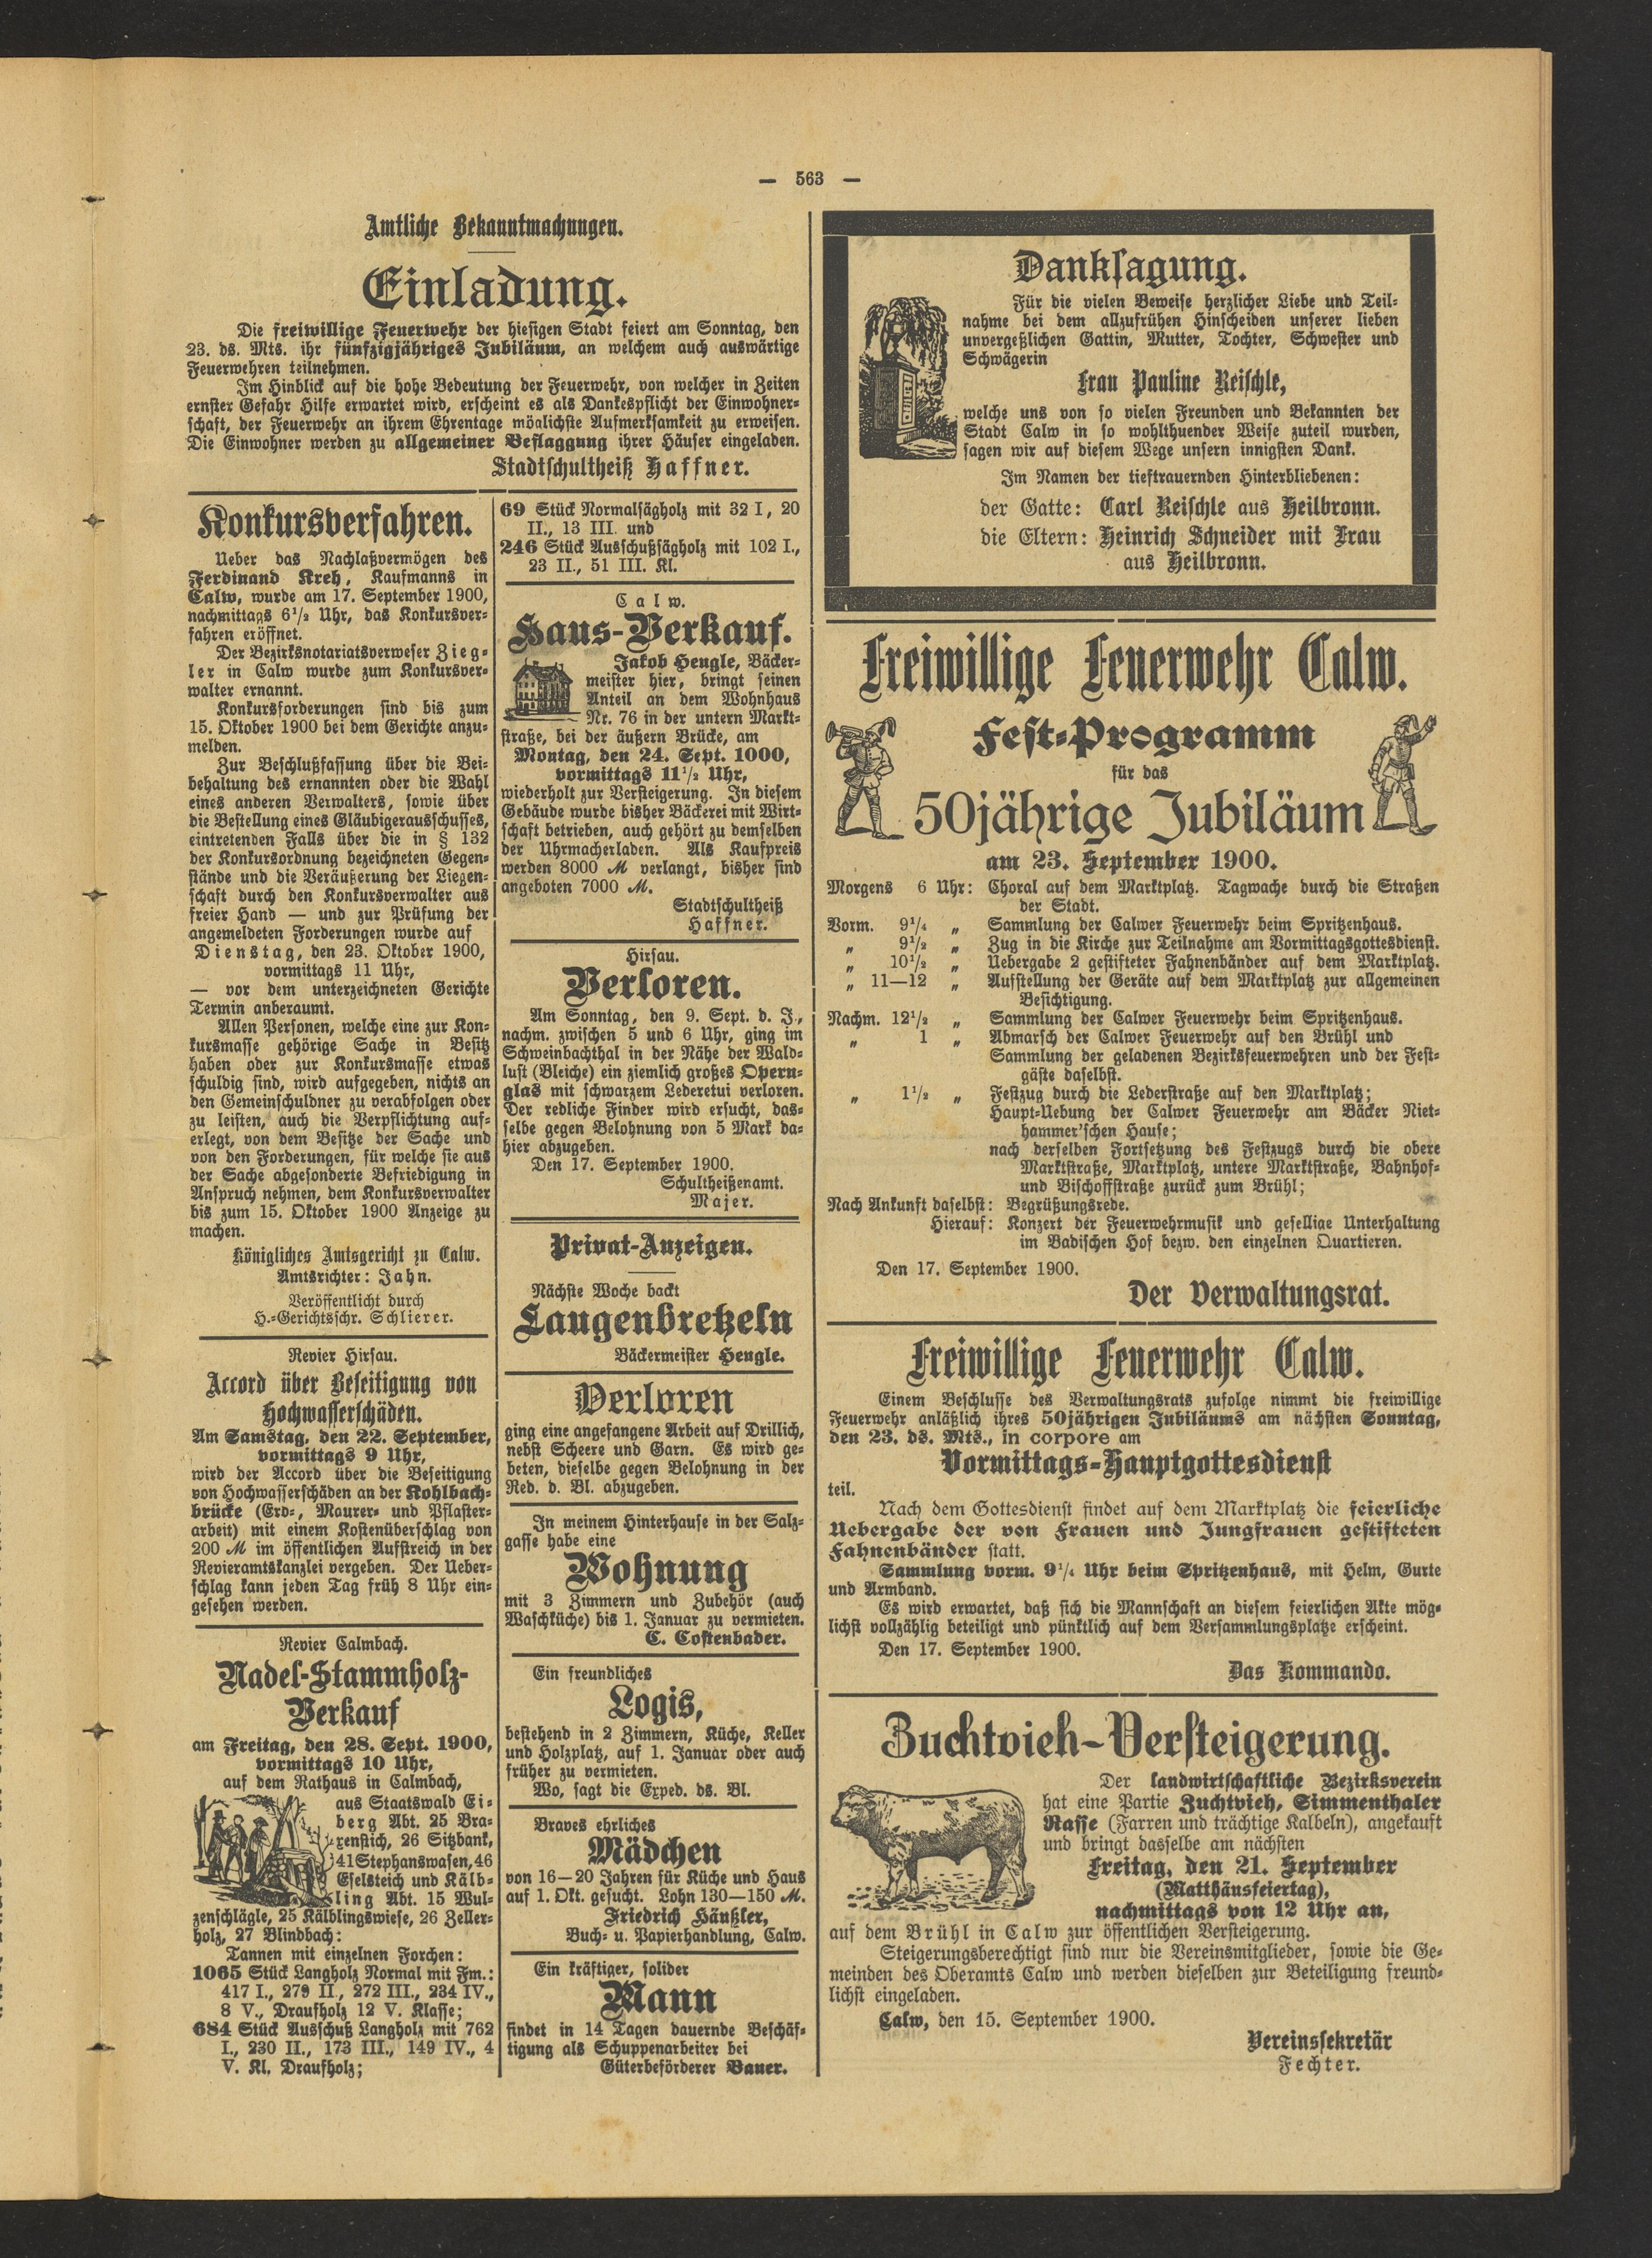 — 563 —
Amtliche Bekanntmachungen.
Einladung.
Die freiwillige Feuerwehr der hiesigen Stadt feiert am Sonntag, den
23. ds. Mts. ihr fünfzigjähriges Jubiläum, an welchem auch auswärtige
Feuerwehren teilnehmen.
Im Hinblick auf die hohe Bedeutung der Feuerwehr, von welcher in Zeiten
ernster Gefahr Hilfe erwartet wird, erscheint es als Dankespflicht der Einwohner-
schaft, der Feuerwehr an ihrem Ehrentage möglichste Aufmerksamkeit zu erweisen.
Die Einwohner werden zu allgemeiner Beflaggung ihrer Häuser eingeladen.
Stadtschultheiß Haffner.
Konkursverfahren.
Ueber das Nachlaßvermögen des
Ferdinand Kreh, Kaufmanns in
Calw, wurde am 17. September 1900,
nachmittags 6 1/2 Uhr, das Konkursver-
fahren eröffnet.
Der Bezirksnotariatsverweser Zieg-
ler in Calw wurde zum Konkursver-
walter ernannt.
Konkursforderungen sind bis zum
15. Oktober 1900 bei dem Gerichte anzu-
melden.
Zur Beschlußfassung über die Bei-
behaltung des ernannten oder die Wahl
eines anderen Verwalters, sowie über
die Bestellung eines Gläubigerausschusses,
eintretenden Falls über die in § 132
der Konkursordnung bezeichneten Gegen-
stände und die Veräußerung der Liegen-
schaft durch den Konkursverwalter aus
freier Hand — und zur Prüfung der
angemeldeten Forderungen wurde auf
Dienstag, den 23. Oktober 1900,
vormittags 11 Uhr,
— vor dem unterzeichneten Gerichte
Termin anberaumt.
Allen Personen, welche eine zur Kon-
kursmasse gehörige Sache in Besitz
haben oder zur Konkursmasse etwas
schuldig sind, wird aufgegeben, nichts an
den Gemeinschuldner zu verabfolgen oder
zu leisten, auch die Verpflichtung auf-
erlegt, von dem Besitze der Sache und
von den Forderungen, für welche sie aus
der Sache abgesonderte Befriedigung in
Anspruch nehmen, dem Konkursverwalter
bis zum 15. Oktober 1900 Anzeige zu
machen.
Königliches Amtsgericht zu Calw.
Amtsrichter: Jahn.
Veröffentlicht durch
H.-Gerichtsschr. Schlierer.
Revier Hirsau.
Accord über Beseitigung von
Hochwasserschäden.
Am Samstag, den 22. September,
vormittags 9 Uhr,
wird der Accord über die Beseitigung
von Hochwasserschäden an der Kohlbach-
brücke (Erd-, Maurer- und Pflaster-
arbeit) mit einem Kostenüberschlag von
200 M im öffentlichen Aufstreich in der
Revieramtskanzlei vergeben. Der Ueber-
schlag kann jeden Tag früh 8 Uhr ein-
gesehen werden.
Revier Calmbach.
Nadel-Stammholz-
Verkauf
am Freitag, den 28. Sept. 1900,
vormittags 10 Uhr,
auf dem Rathaus in Calmbach,
aus Staatswald Ei-
berg Abt. 25 Bra-
xenstich, 26 Sitzbank,
41 Stephanswasen, 46
Eselsteich und Kälb-
ling Abt. 15 Wul-
zenschlägle, 25 Kälblingswiese, 26 Zeller-
holz, 27 Blindbach:
Tannen mit einzelnen Forchen:
1065 Stück Langholz Normal mit Fm.:
417 I., 279 II., 272 III., 234 IV.,
8 V., Draufholz 12 V. Klasse;
684 Stück Ausschuß Langholz mit 762
I., 230 II., 173 III., 149 IV., 4
V. Kl. Draufholz;
69 Stück Normalsägholz mit 32 I, 20
II., 13 III. und
246 Stück Ausschußsägholz mit 102 I.,
23 II., 51 III. Kl.
Calw.
Haus-Verkauf.
Jakob Hengle, Bäcker-
meister hier, bringt seinen
Anteil an dem Wohnhaus
Nr. 76 in der untern Markt-
straße, bei der äußern Brücke, am
Montag, den 24. Sept. 1000,
vormittags 11 1/2 Uhr,
wiederholt zur Versteigerung. In diesem
Gebäude wurde bisher Bäckerei mit Wirt-
schaft betrieben, auch gehört zu demselben
der Uhrmacherladen. Als Kaufpreis
werden 8000 M verlangt, bisher sind
angeboten 7000 M.
Stadtschultheiß
Haffner.
Hirsau.
Verloren.
Am Sonntag, den 9. Sept. d. J.,
nachm. zwischen 5 und 6 Uhr, ging im
Schweinbachthal in der Nähe der Wald-
lust (Bleiche) ein ziemlich großes Opern-
glas mit schwarzem Lederetui verloren.
Der redliche Finder wird ersucht, das-
selbe gegen Belohnung von 5 Mark da-
hier abzugeben.
Den 17. September 1900.
Schultheißenamt.
Majer.
Privat-Anzeigen.
Nächste Woche backt
Laugenbretzeln
Bäckermeister Hengle.
Verloren
ging eine angefangene Arbeit auf Drillich,
nebst Scheere und Garn. Es wird ge-
beten, dieselbe gegen Belohnung in der
Red. d. Bl. abzugeben.
In meinem Hinterhause in der Salz-
gasse habe eine
Wohnung
mit 3 Zimmern und Zubehör (auch
Waschküche) bis 1. Januar zu vermieten.
C. Costenbader.
Ein freundliches
Logis,
bestehend in 2 Zimmern, Küche, Keller
und Holzplatz, auf 1. Januar oder auch
früher zu vermieten.
Wo, sagt die Exped. ds. Bl.
Braves ehrliches
Mädchen
von 16—20 Jahren für Küche und Haus
auf 1. Okt. gesucht. Lohn 130—150 M.
Friedrich Häußler,
Buch- u. Papierhandlung, Calw.
Ein kräftiger, solider
Mann
findet in 14 Tagen dauernde Beschäf-
tigung als Schuppenarbeiter bei
Güterbeförderer Bauer.
Danksagung.
Für die vielen Beweise herzlicher Liebe und Teil-
nahme bei dem allzufrühen Hinscheiden unserer lieben
unvergeßlichen Gattin, Mutter, Tochter, Schwester und
Schwägerin
Frau Pauline Reischle,
welche uns von so vielen Freunden und Bekannten der
Stadt Calw in so wohlthuender Weise zuteil wurden,
sagen wir auf diesem Wege unsern innigsten Dank.
Im Namen der tieftrauernden Hinterbliebenen:
der Gatte: Carl Reischle aus Heilbronn.
die Eltern: Heinrich Schneider mit Frau
aus Heilbronn.
Freiwillige Feuerwehr Calw.
Fest-Programm
für das
50jährige Jubiläum
am 23. September 1900.
Morgens 6 Uhr: Choral auf dem Marktplatz. Tagwache durch die Straßen
der Stadt.
Vorm. 9 1/4 „ Sammlung der Calwer Feuerwehr beim Spritzenhaus.
„ 9 1/2 „ Zug in die Kirche zur Teilnahme am Vormittagsgottesdienst.
„ 10 1/2 „ Uebergabe 2 gestifteter Fahnenbänder auf dem Marktplatz.
„ 11—12 „ Aufstellung der Geräte auf dem Marktplatz zur allgemeinen
Besichtigung.
Nachm. 12 1/2 „ Sammlung der Calwer Feuerwehr beim Spritzenhaus.
„ 1 „ Abmarsch der Calwer Feuerwehr auf den Brühl und
Sammlung der geladenen Bezirksfeuerwehren und der Fest-
gäste daselbst.
„ 1 1/2 „ Festzug durch die Lederstraße auf den Marktplatz;
Haupt-Uebung der Calwer Feuerwehr am Bäcker Niet-
hammer'schen Hause;
nach derselben Fortsetzung des Festzugs durch die obere
Marktstraße, Marktplatz, untere Marktstraße, Bahnhof-
und Bischoffstraße zurück zum Brühl;
Nach Ankunft daselbst: Begrüßungsrede.
Hierauf: Konzert der Feuerwehrmusik und gesellige Unterhaltung
im Badischen Hof bezw. den einzelnen Quartieren.
Den 17. September 1900.
Der Verwaltungsrat.
Freiwillige Feuerwehr Calw.
Einem Beschlusse des Verwaltungsrats zufolge nimmt die freiwillige
Feuerwehr anläßlich ihres 50jährigen Jubiläums am nächsten Sonntag,
den 23. ds. Mts., in corpore am
Vormittags-Hauptgottesdienst
teil.
Nach dem Gottesdienst findet auf dem Marktplatz die feierliche
Uebergabe der von Frauen und Jungfrauen gestifteten
Fahnenbänder statt.
Sammlung vorm. 9 1/4 Uhr beim Spritzenhaus, mit Helm, Gurte
und Armband.
Es wird erwartet, daß sich die Mannschaft an diesem feierlichen Akte mög-
lichst vollzählig beteiligt und pünktlich auf dem Versammlungsplatze erscheint.
Den 17. September 1900.
Das Kommando.
Zuchtvieh-Versteigerung.
Der landwirtschaftliche Bezirksverein
hat eine Partie Zuchtvieh, Simmenthaler
Rasse (Farren und trächtige Kalbeln), angekauft
und bringt dasselbe am nächsten
Freitag, den 21. September
(Matthäusfeiertag),
nachmittags von 12 Uhr an,
auf dem Brühl in Calw zur öffentlichen Versteigerung.
Steigerungsberechtigt sind nur die Vereinsmitglieder, sowie die Ge-
meinden des Oberamts Calw und werden dieselben zur Beteiligung freund-
lichst eingeladen.
Calw, den 15. September 1900.
Vereinssekretär
Fechter.